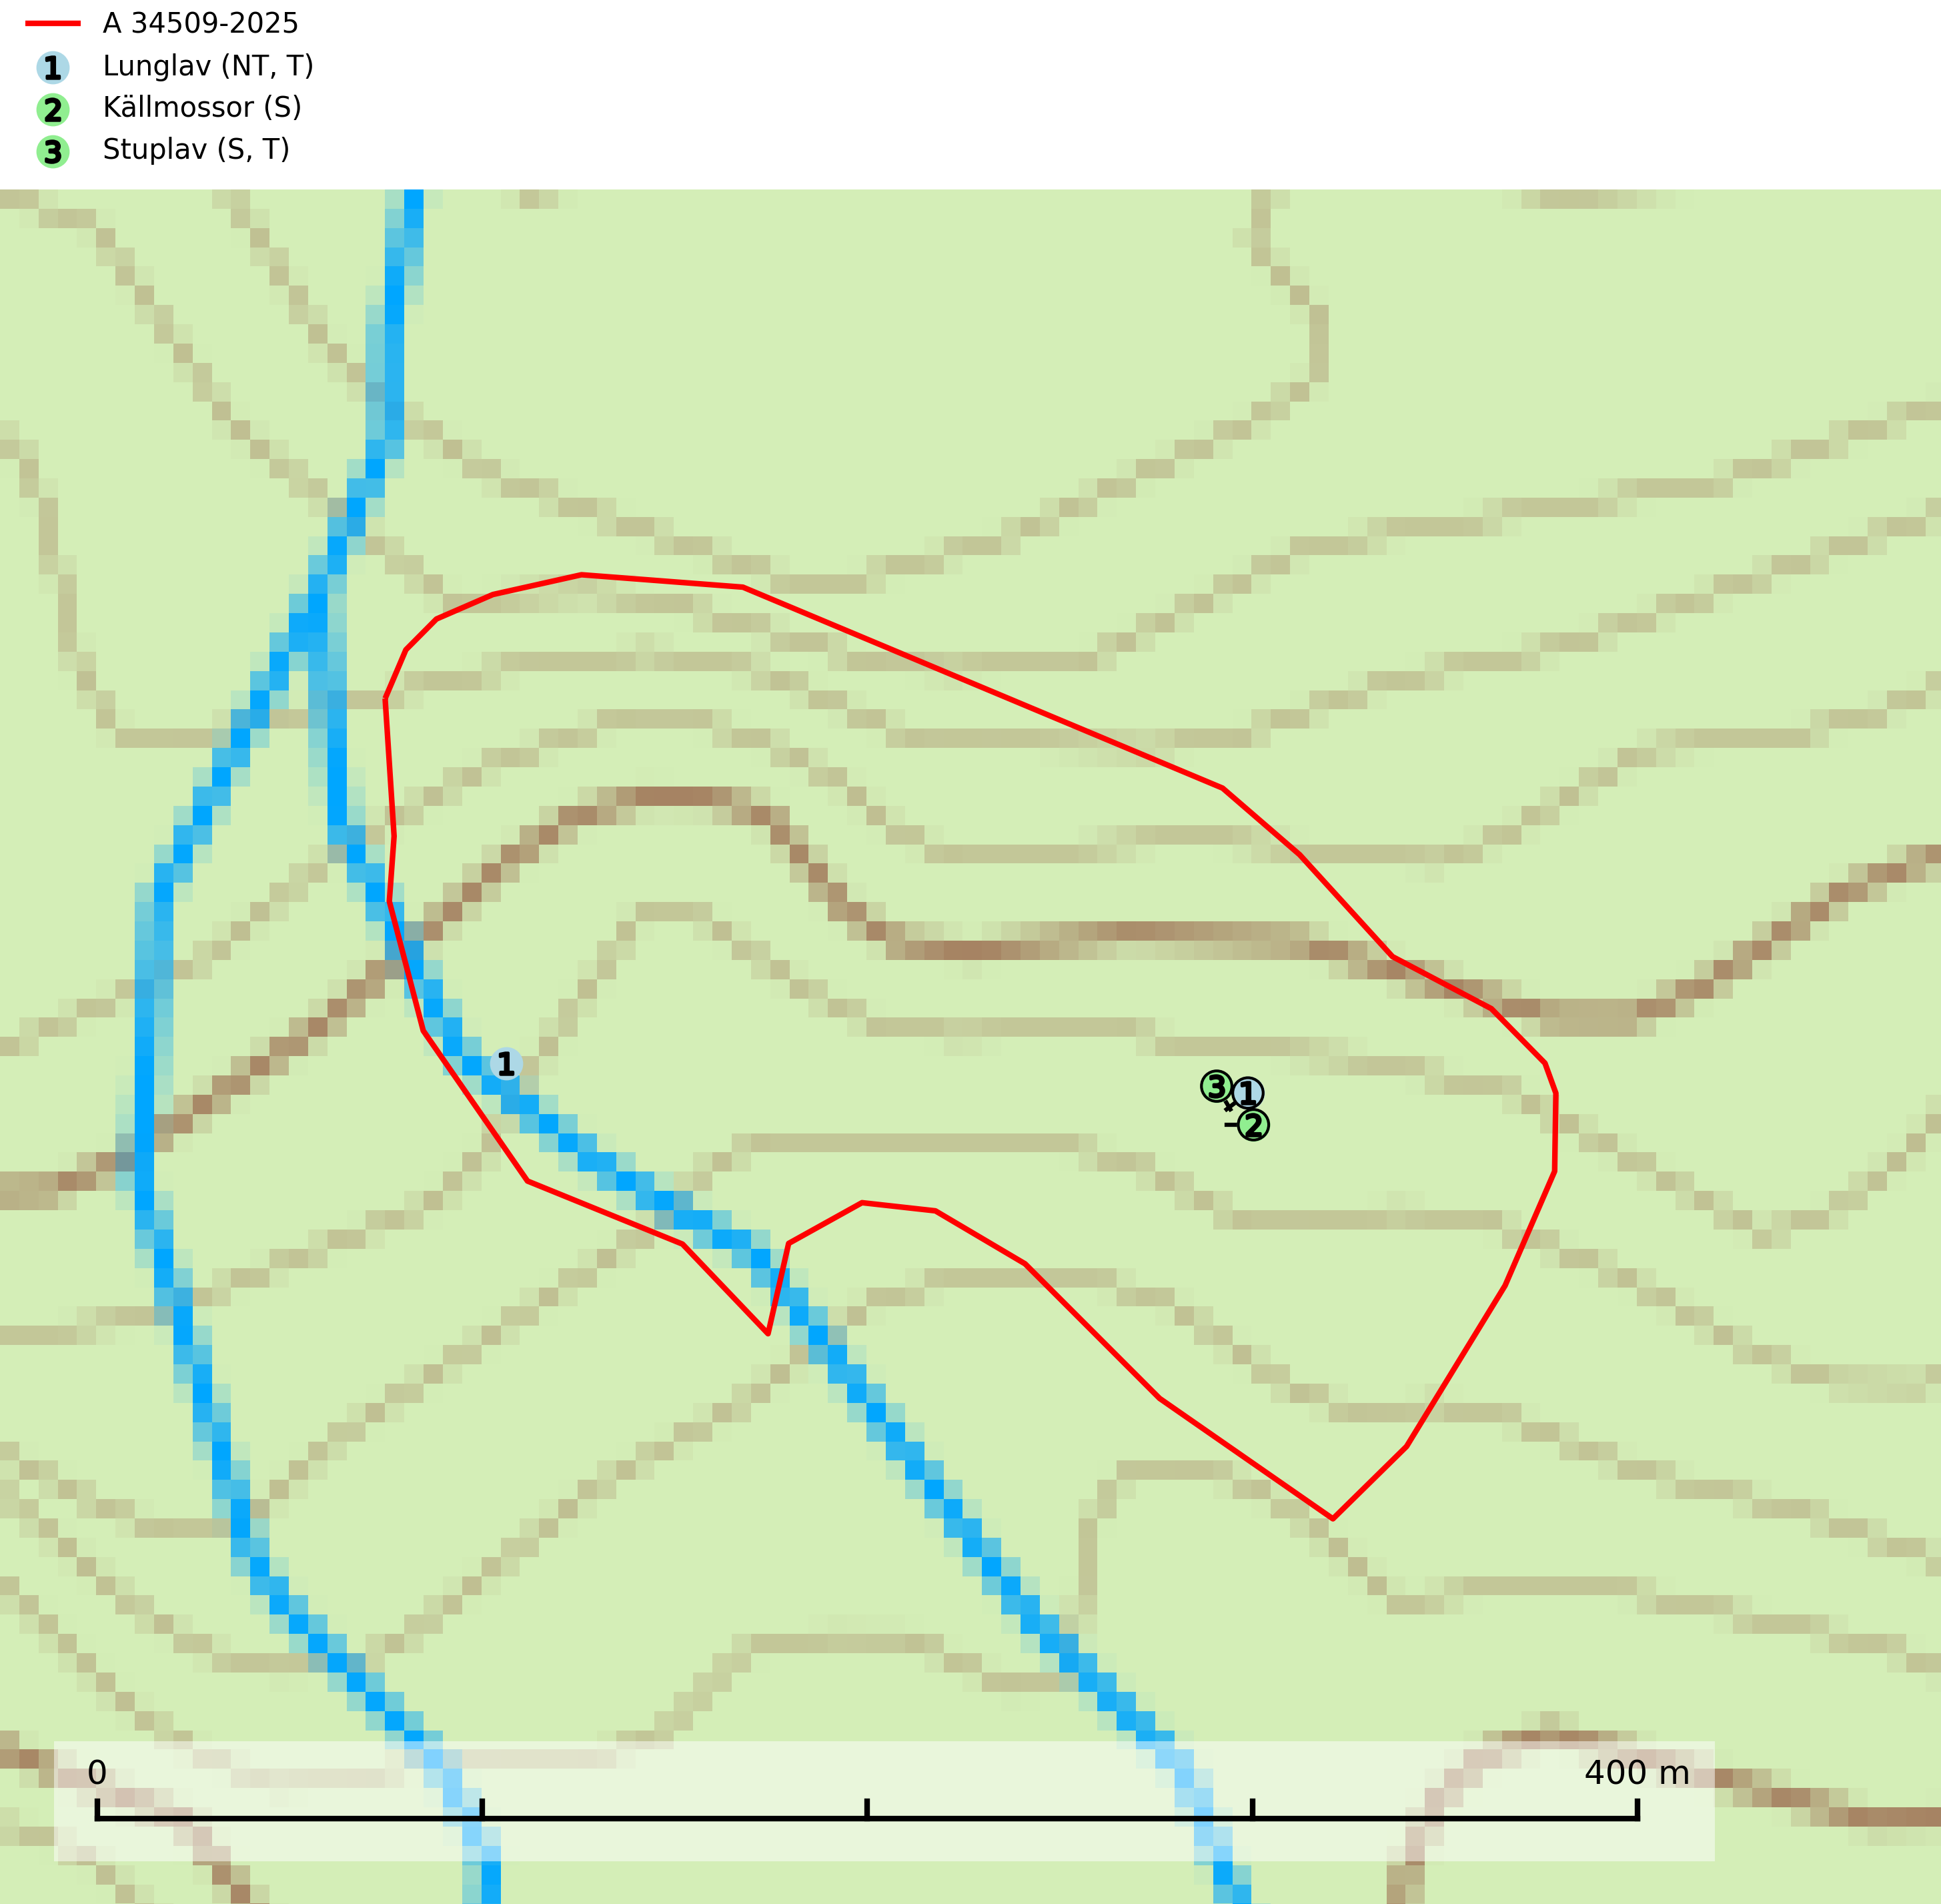 A 34509-2025
1 Lunglav (NT, T)
2 Källmossor (S)
3 Stuplav (S, T)
1
3 1
2
0 400 m